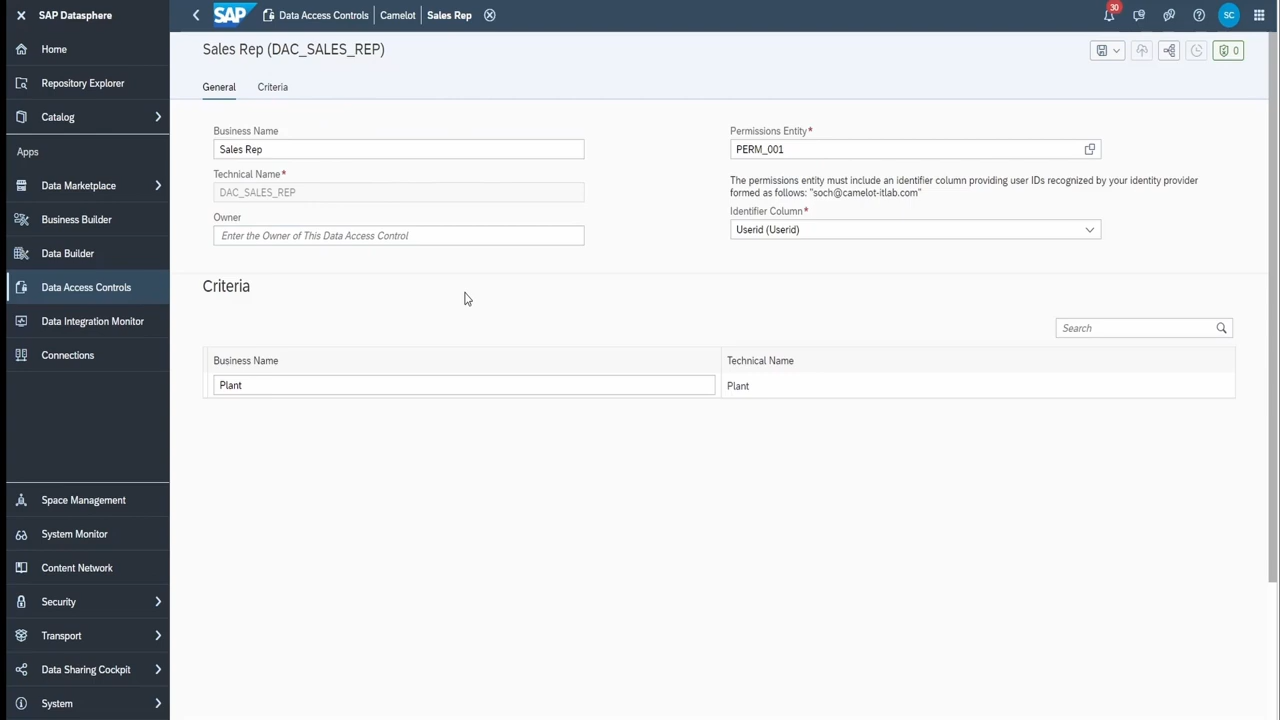 SAP Datasphere
SAP
Data Access Controls
Camelot
Sales Rep
30
SC
Home
Repository Explorer
Catalog
Apps
Data Marketplace
Business Builder
Data Builder
Data Access Controls
Data Integration Monitor
Connections
Space Management
System Monitor
Content Network
Security
Transport
Data Sharing Cockpit
System
Sales Rep (DAC_SALES_REP)
0
General
Criteria
Business Name
Sales Rep
Technical Name*
DAC_SALES_REP
Owner
Enter the Owner of This Data Access Control
Permissions Entity*
PERM_001
The permissions entity must include an identifier column providing user IDs recognized by your identity provider
formed as follows: "soch@camelot-itlab.com"
Identifier Column*
Userid (Userid)
Criteria
Search
Business Name
Technical Name
Plant
Plant